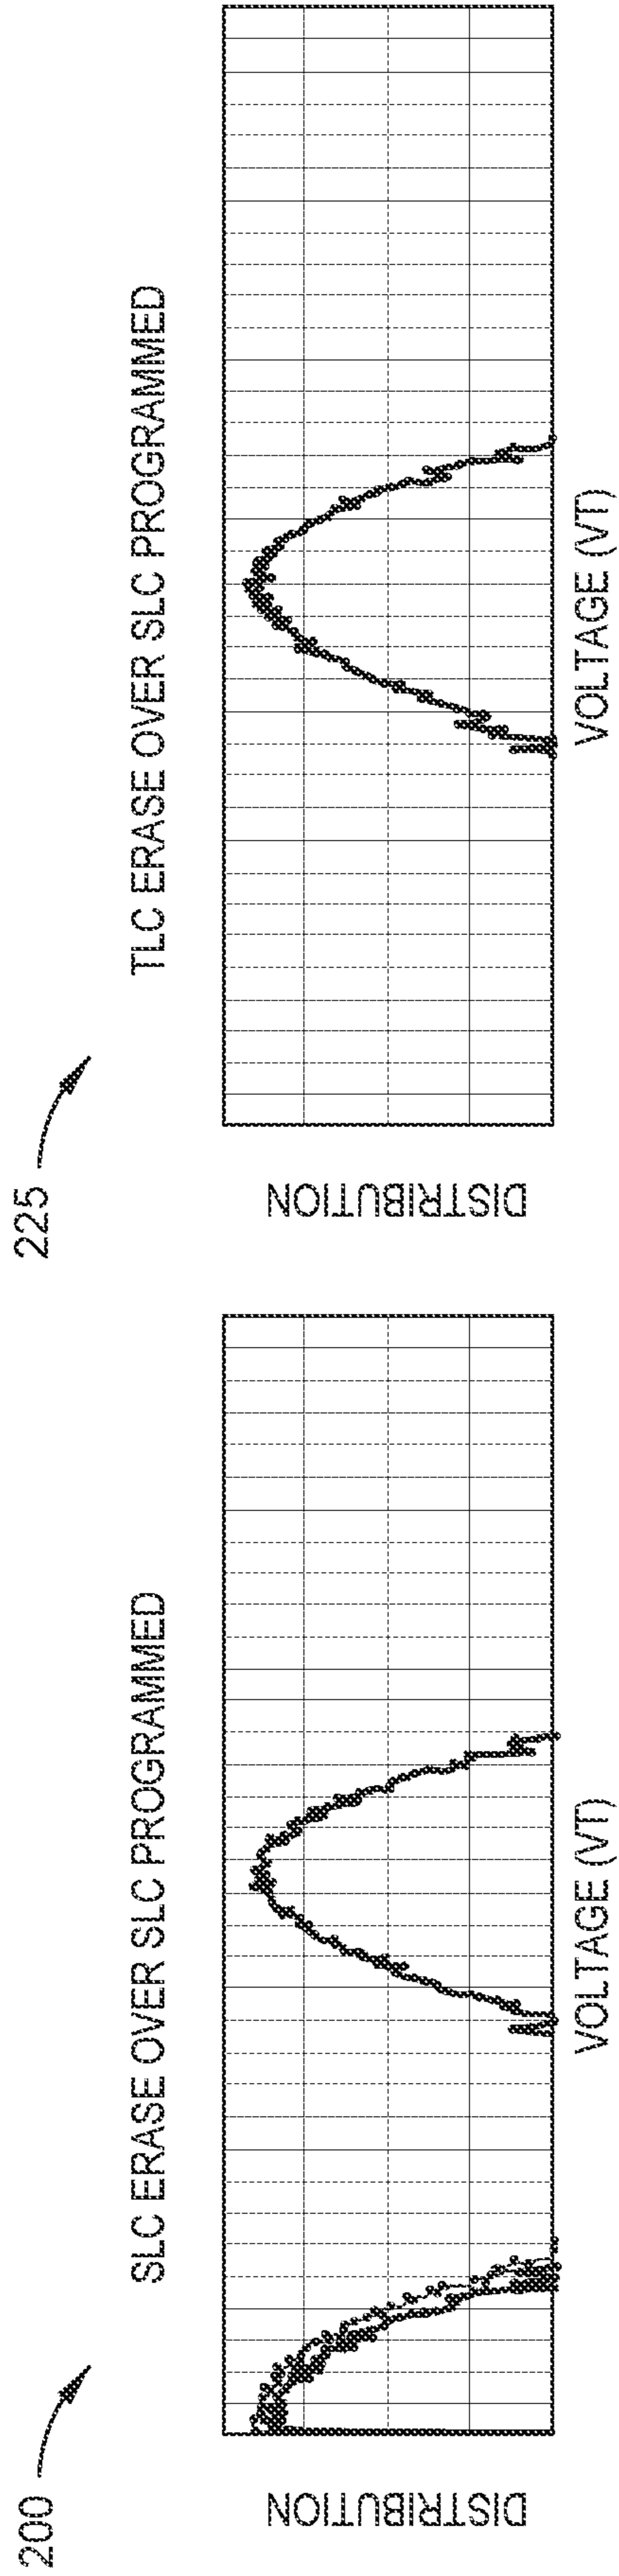 200
SLC ERASE OVER SLC PROGRAMMED
DISTRIBUTION
VOLTAGE (VT)
225
TLC ERASE OVER SLC PROGRAMMED
DISTRIBUTION
VOLTAGE (VT)